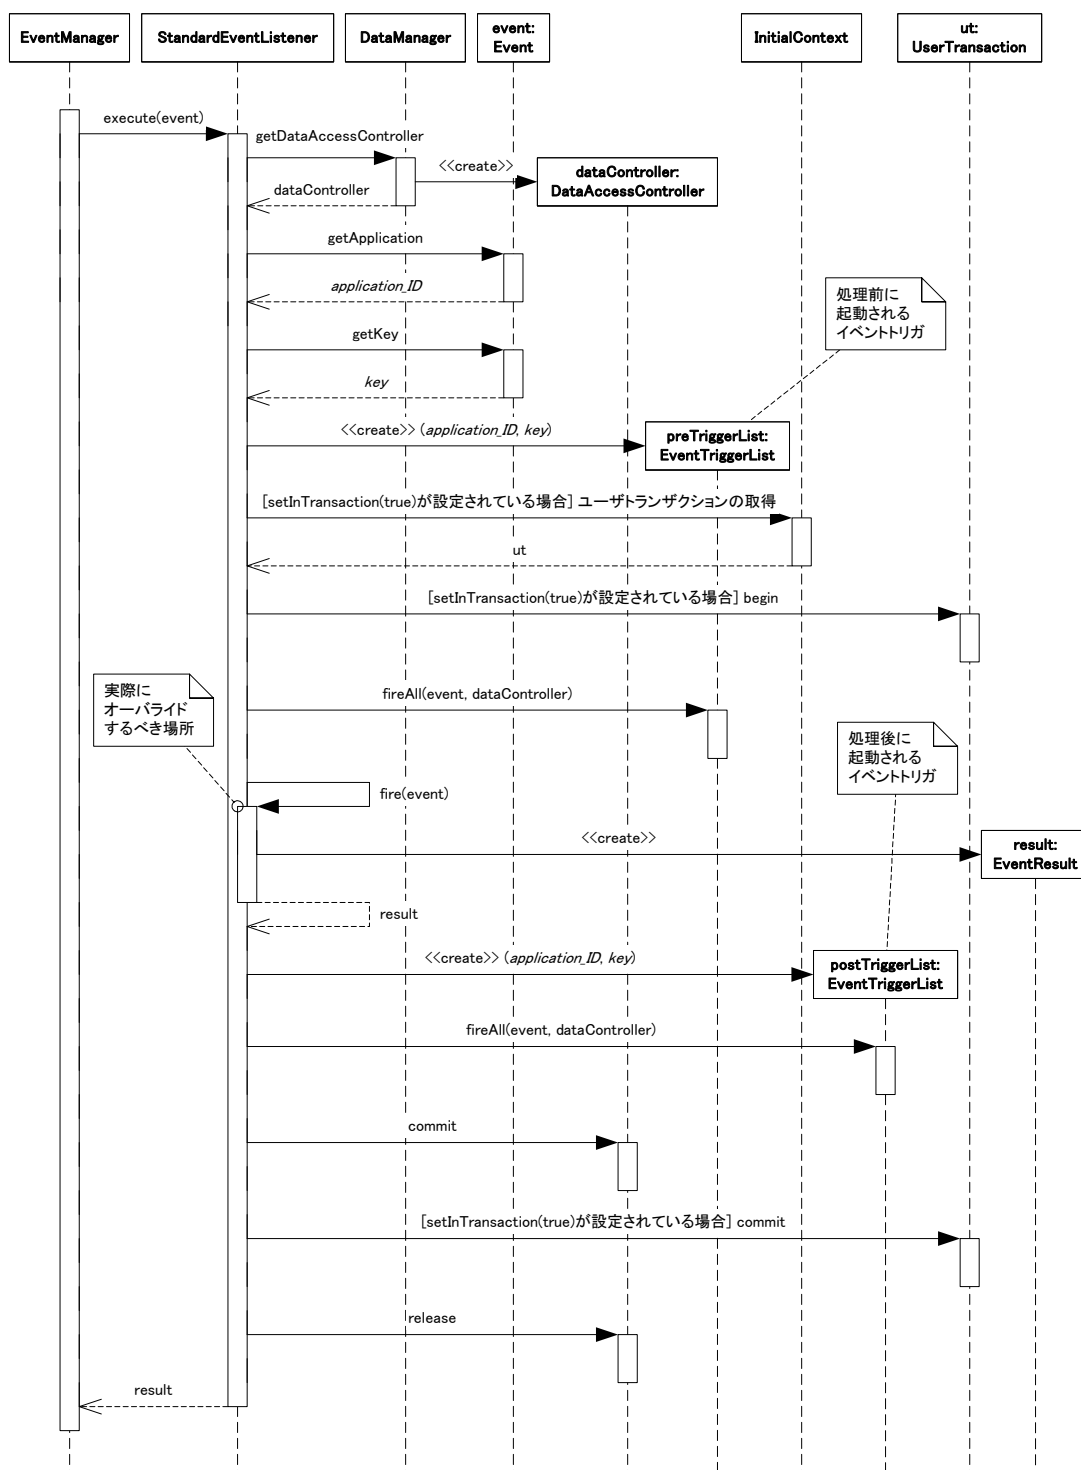 EventManager
StandardEventListener
DataManager
event:
Event
InitialContext
ut:
UserTransaction
execute(event)
getDataAccessController
<<create>>
dataController:
DataAccessController
dataController
getApplication
application_ID
処理前に
起動される
イベントトリガ
getKey
key
<<create>> (application_ID, key)
preTriggerList:
EventTriggerList
[setInTransaction(true)が設定されている場合] ユーザトランザクションの取得
ut
[setInTransaction(true)が設定されている場合] begin
実際に
オーバライド
するべき場所
fireAll(event, dataController)
処理後に
起動される
イベントトリガ
fire(event)
<<create>>
result:
EventResult
result
<<create>> (application_ID, key)
postTriggerList:
EventTriggerList
fireAll(event, dataController)
commit
[setInTransaction(true)が設定されている場合] commit
release
result